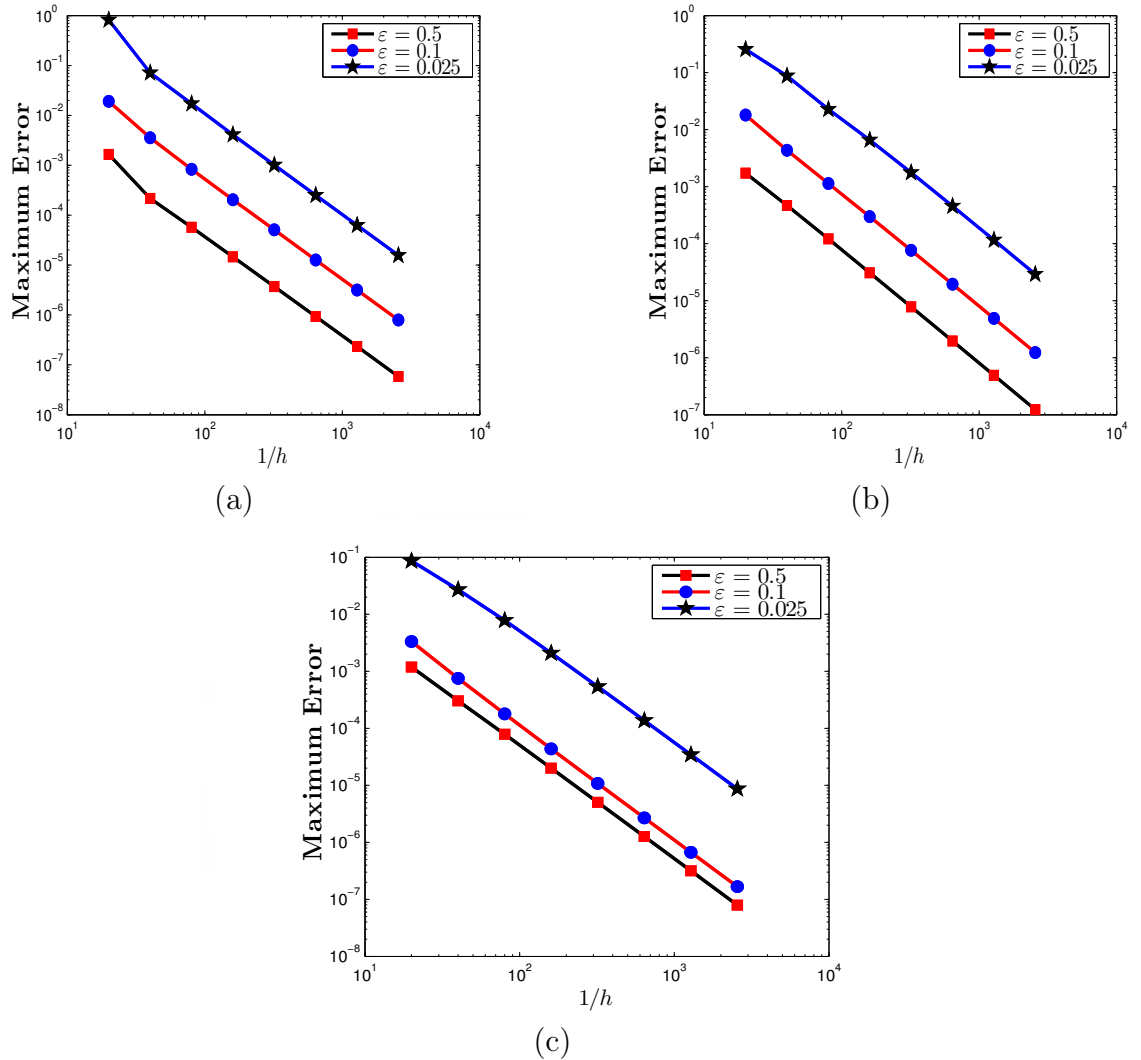 10^0
10^-1
10^-2
10^-3
10^-4
10^-5
10^-6
10^-7
10^-8
Maximum Error
10^1 10^2 10^3 10^4
1/h
ε = 0.5
ε = 0.1
ε = 0.025
(a)
10^0
10^-1
10^-2
10^-3
10^-4
10^-5
10^-6
10^-7
Maximum Error
10^1 10^2 10^3 10^4
1/h
ε = 0.5
ε = 0.1
ε = 0.025
(b)
10^-1
10^-2
10^-3
10^-4
10^-5
10^-6
10^-7
10^-8
Maximum Error
10^1 10^2 10^3 10^4
1/h
ε = 0.5
ε = 0.1
ε = 0.025
(c)